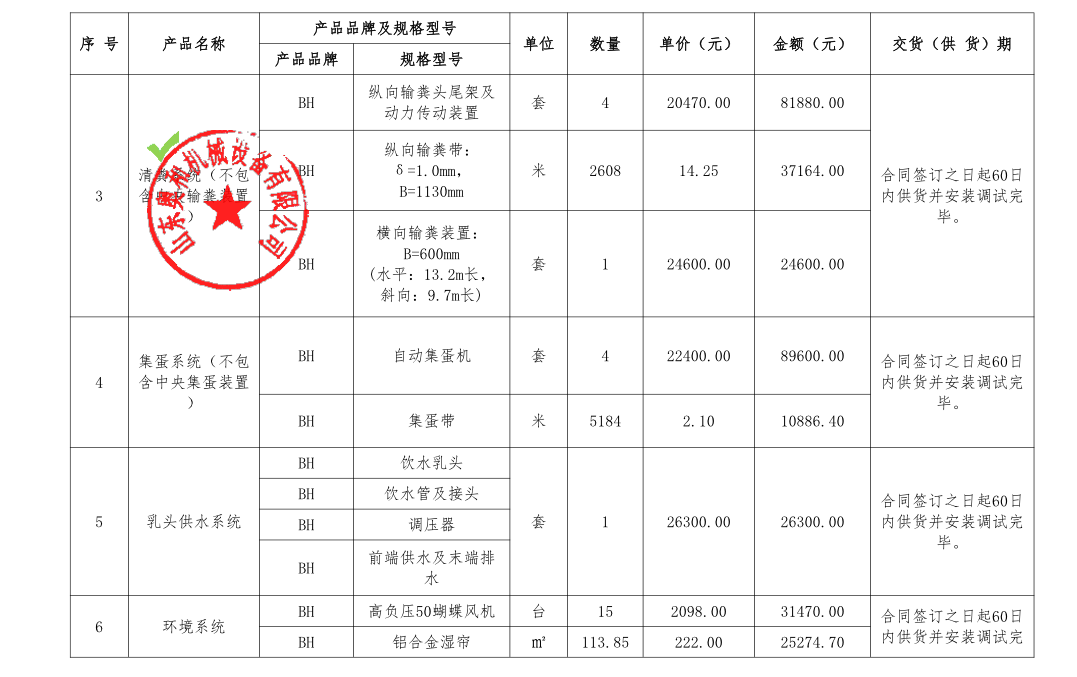 序 号 产品名称 产品品牌及规格型号 单位 数量 单价（元） 金额（元） 交货（供 货）期
产品品牌 规格型号
3
清粪系统（不包
含中央输粪装置
）
BH
纵向输粪头尾架及
动力传动装置
套 4 20470.00 81880.00
BH
纵向输粪带：
δ=1.0mm,
B=1130mm
米 2608 14.25 37164.00
BH
横向输粪装置：
B=600mm
(水平: 13.2m长,
斜向: 9.7m长)
套 1 24600.00 24600.00
合同签订之日起60日
内供货并安装调试完
毕。
山东奥松机械设备有限公司
4
集蛋系统（不包
含中央集蛋装置
）
BH 自动集蛋机 套 4 22400.00 89600.00
BH 集蛋带 米 5184 2.10 10886.40
合同签订之日起60日
内供货并安装调试完
毕。
5 乳头供水系统
BH 饮水乳头
BH 饮水管及接头
BH 调压器
BH
前端供水及末端排
水
套 1 26300.00 26300.00
合同签订之日起60日
内供货并安装调试完
毕。
6 环境系统
BH 高负压50蝴蝶风机 台 15 2098.00 31470.00
BH 铝合金湿帘 ㎡ 113.85 222.00 25274.70
合同签订之日起60日
内供货并安装调试完